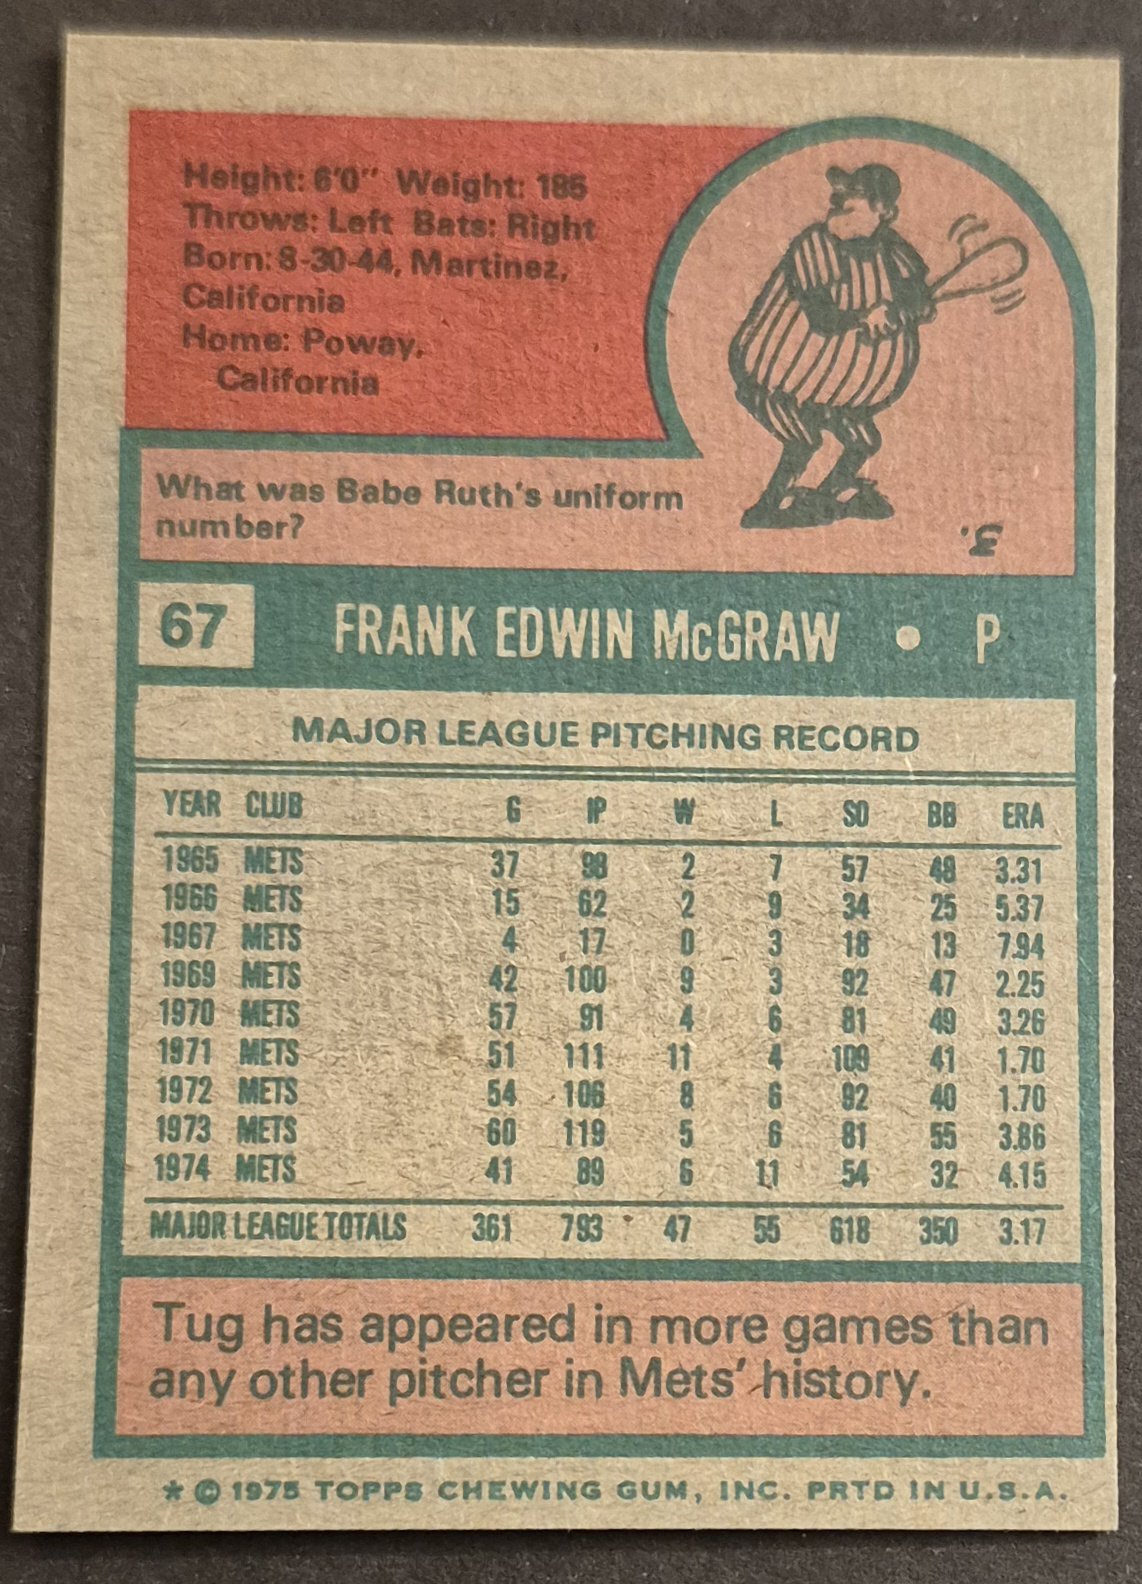 Height: 6'0" Weight: 185
Throws: Left Bats: Right
Born: 8-30-44, Martinez,
California
Home: Poway,
California
What was Babe Ruth's uniform
number?
3.
67 FRANK EDWIN McGRAW • P
MAJOR LEAGUE PITCHING RECORD
YEAR CLUB G IP W L SO BB ERA
1965 METS 37 98 2 7 57 48 3.31
1966 METS 15 62 2 9 34 25 5.37
1967 METS 4 17 0 3 18 13 7.94
1969 METS 42 100 9 3 92 47 2.25
1970 METS 57 91 4 6 81 49 3.26
1971 METS 51 111 11 4 109 41 1.70
1972 METS 54 106 8 6 92 40 1.70
1973 METS 60 119 5 6 81 55 3.86
1974 METS 41 89 6 11 54 32 4.15
MAJOR LEAGUE TOTALS 361 793 47 55 618 350 3.17
Tug has appeared in more games than
any other pitcher in Mets' history.
* © 1975 TOPPS CHEWING GUM, INC. PRTD IN U.S.A.